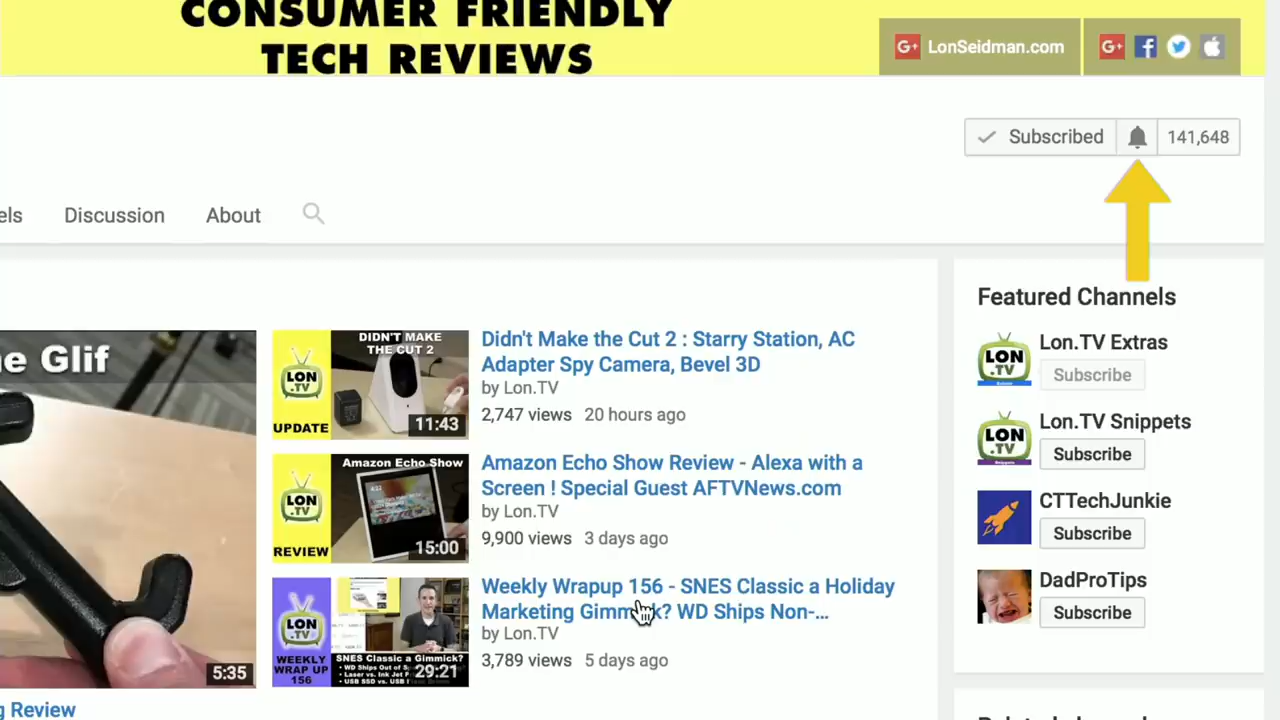 CONSUMER FRIENDLY
TECH REVIEWS
LonSeidman.com
Subscribed
141,648
Discussion
About
Featured Channels
Lon.TV Extras
Subscribe
Lon.TV Snippets
Subscribe
CTTechJunkie
Subscribe
DadProTips
Subscribe
e Glif
5:35
g Review
DIDN'T MAKE
THE CUT 2
LON
.TV
UPDATE
11:43
Didn't Make the Cut 2 : Starry Station, AC
Adapter Spy Camera, Bevel 3D
by Lon.TV
2,747 views 20 hours ago
Amazon Echo Show
LON
.TV
REVIEW
15:00
Amazon Echo Show Review - Alexa with a
Screen ! Special Guest AFTVNews.com
by Lon.TV
9,900 views 3 days ago
LON
.TV
WEEKLY
WRAP UP
156
SNES Classic a Gimmick?
29:21
Weekly Wrapup 156 - SNES Classic a Holiday
Marketing Gimmick? WD Ships Non-...
by Lon.TV
3,789 views 5 days ago